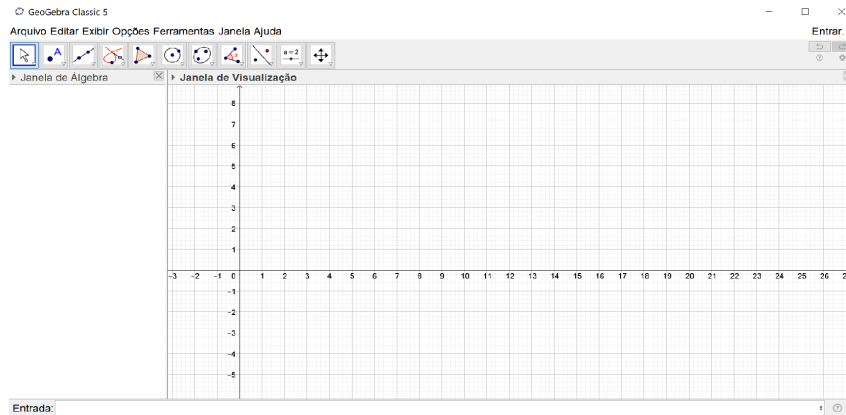 GeoGebra Classic 5
Arquivo Editar Exibir Opções Ferramentas Janela Ajuda Entrar.
A a = 2
Janela de Álgebra Janela de Visualização
8
7
6
5
4
3
2
1
-3 -2 -1 0 1 2 3 4 5 6 7 8 9 10 11 12 13 14 15 16 17 18 19 20 21 22 23 24 25 26 2
-1
-2
-3
-4
-5
Entrada: